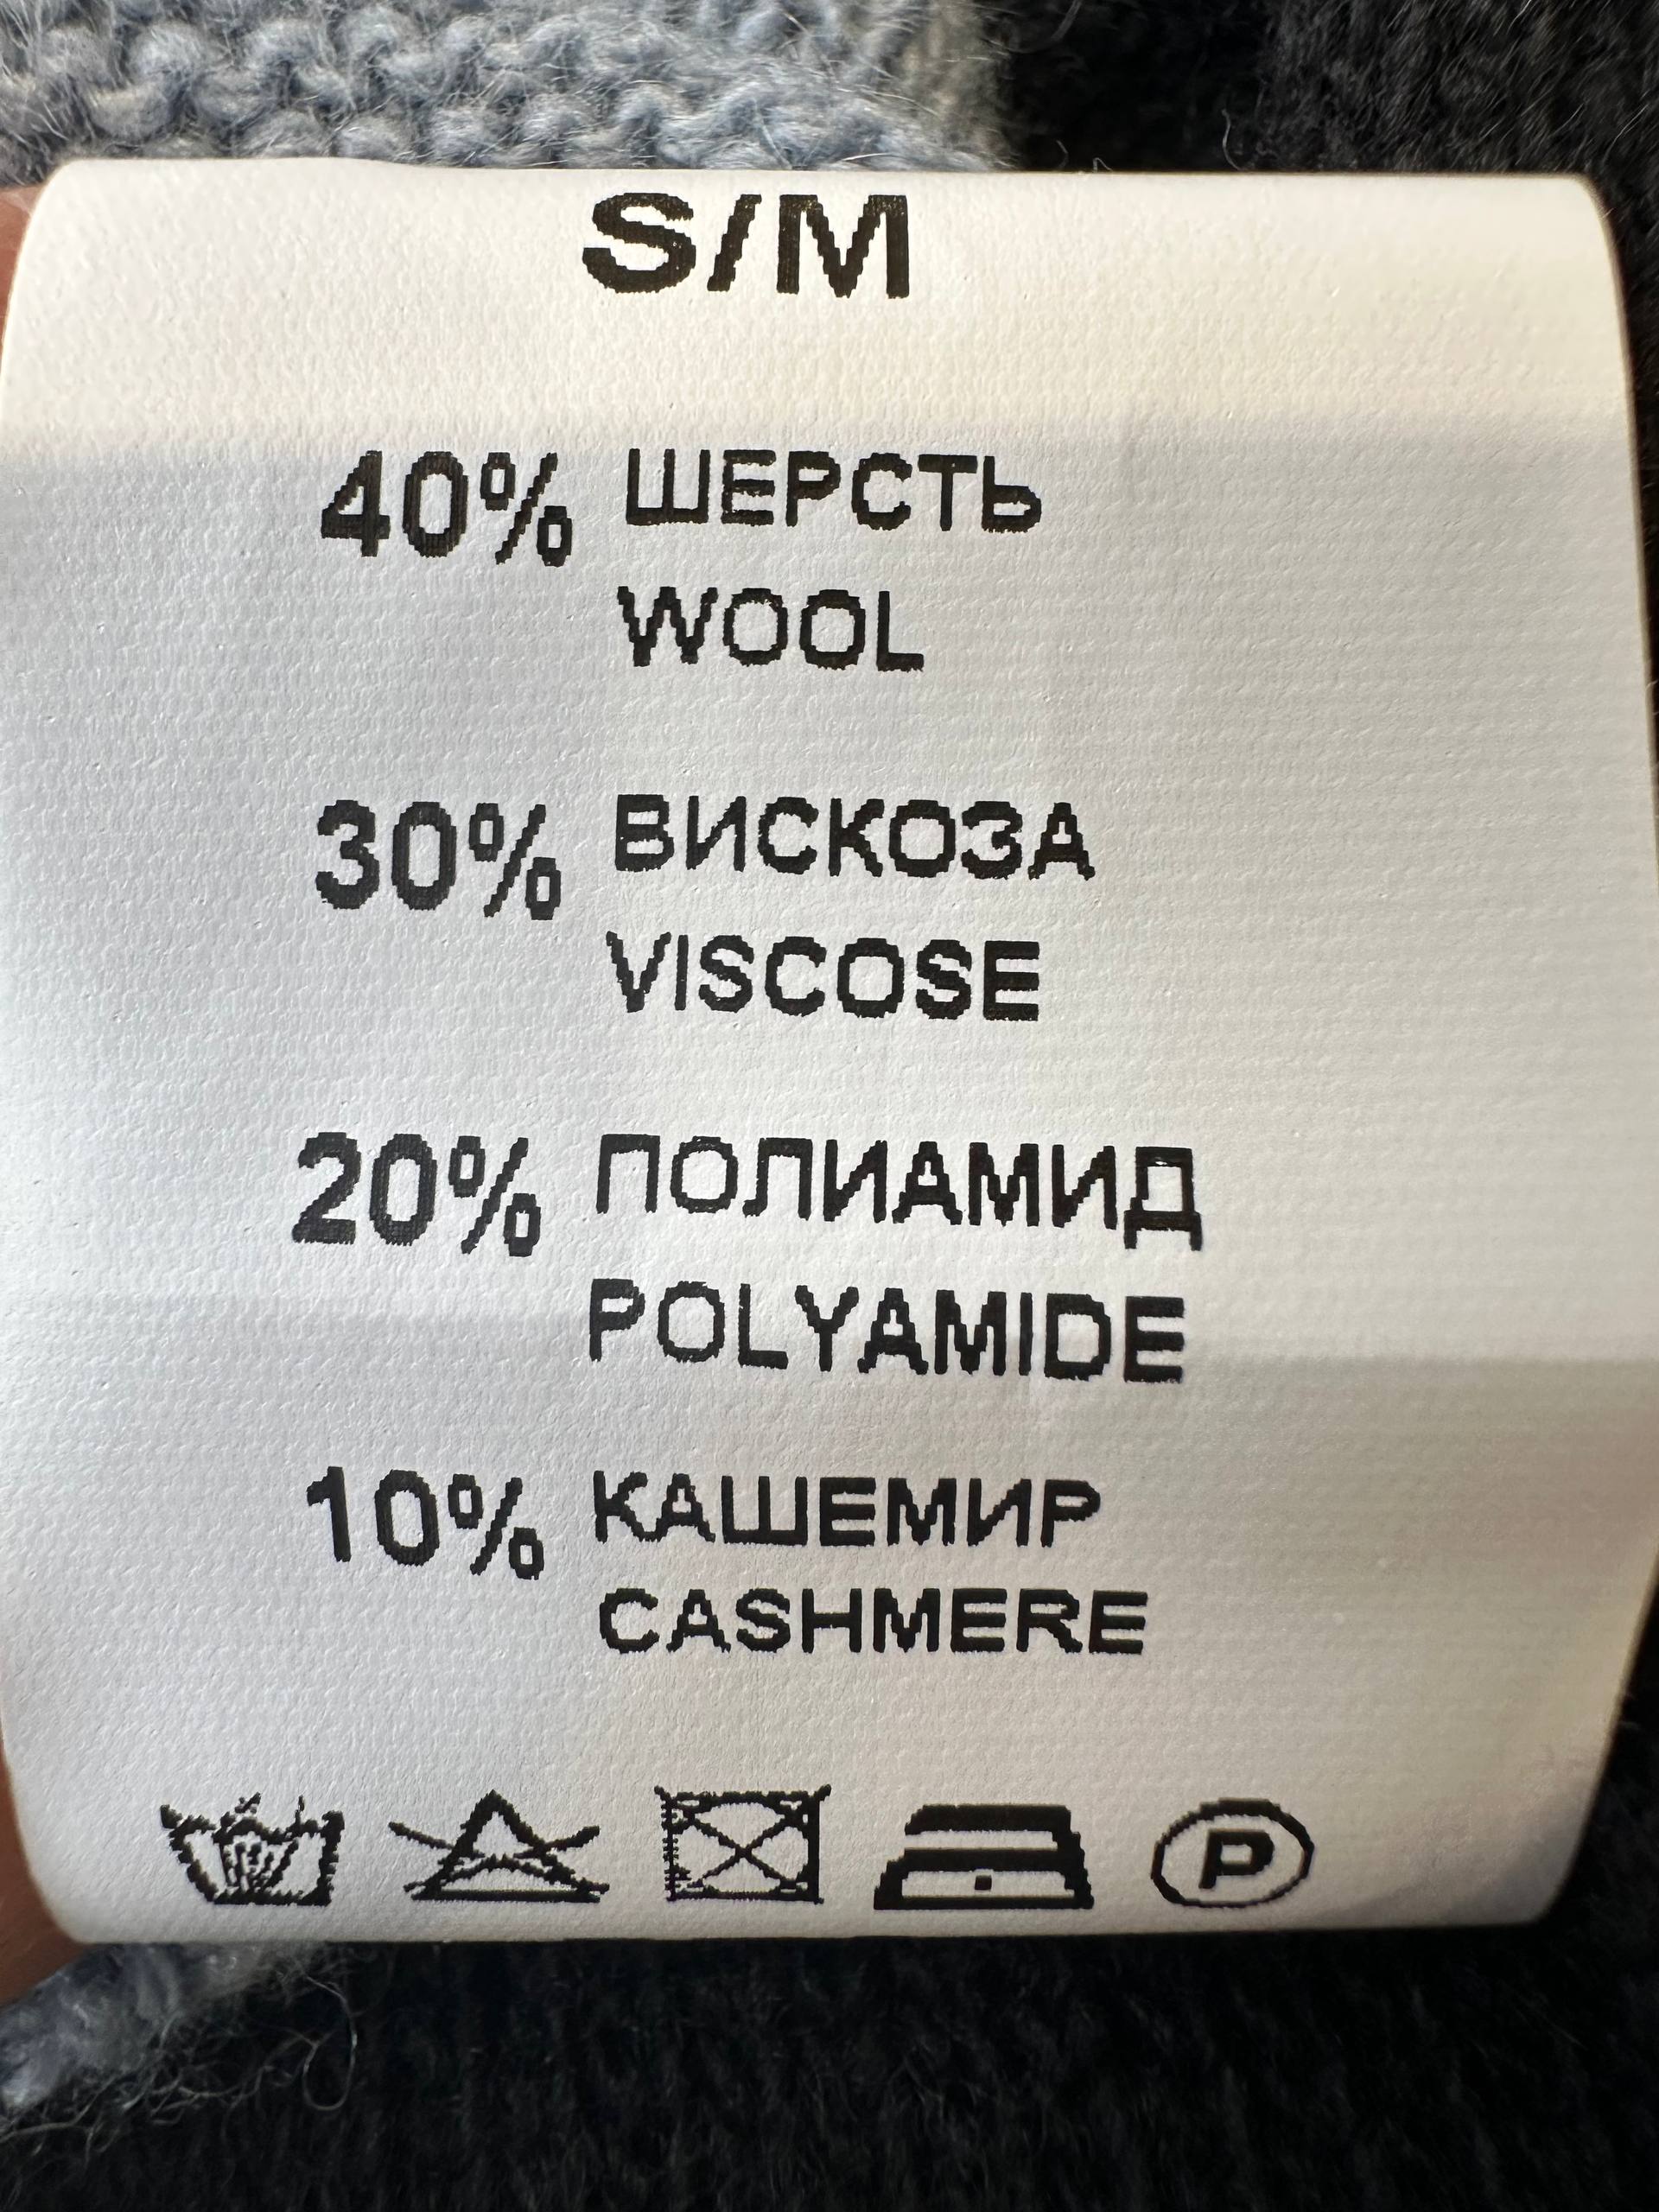 S/M
40% ШЕРСТЬ
WOOL
30% ВИСКОЗА
VISCOSE
20% ПОЛИАМИД
POLYAMIDE
10% КАШЕМИР
CASHMERE
P